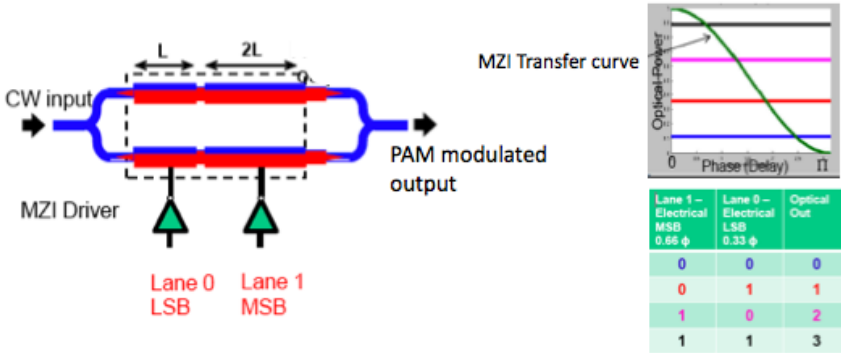 L
2L
CW input
PAM modulated
output
MZI Driver
Lane 0
LSB
Lane 1
MSB
MZI Transfer curve
Optical Power
0
Phase (Delay)
Π
Lane 1 –
Electrical
MSB
0.66 ϕ
Lane 0 –
Electrical
LSB
0.33 ϕ
Optical
Out
0 0 0
0 1 1
1 0 2
1 1 3